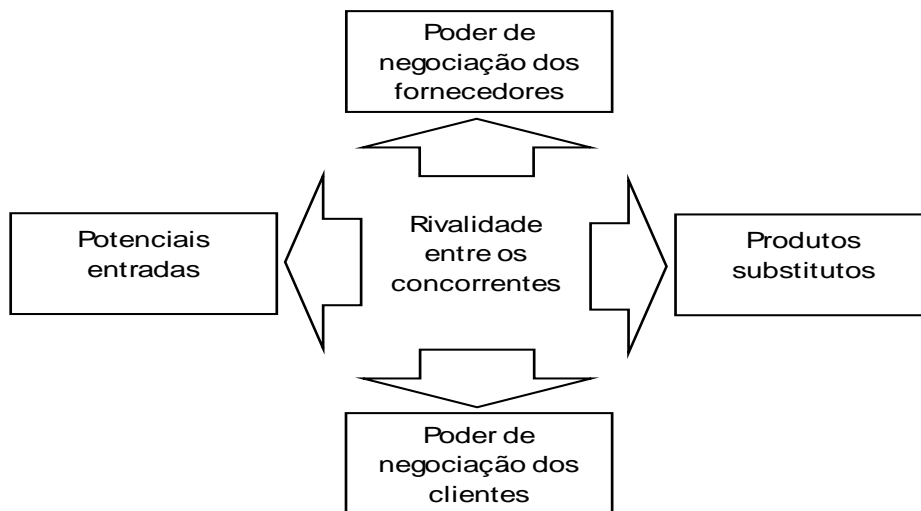 Poder de
negociação dos
fornecedores
Potenciais
entradas
Rivalidade
entre os
concorrentes
Produtos
substitutos
Poder de
negociação dos
clientes